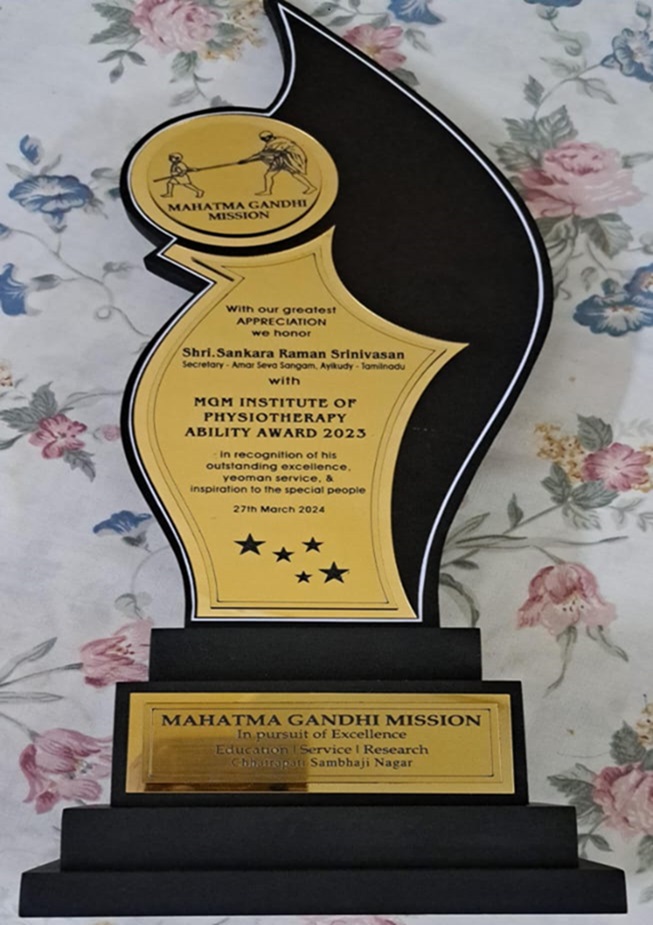 MAHATMA GANDHI
MISSION
With our greatest
APPRECIATION
we honor
Shri.Sankara Raman Srinivasan
Secretary - Amar Seva Sangam, Ayikudy - Tamilnadu
with
MGM INSTITUTE OF
PHYSIOTHERAPY
ABILITY AWARD 2023
in recognition of his
outstanding excellence,
yeoman service, &
inspiration to the special people
27th March 2024
MAHATMA GANDHI MISSION
In pursuit of Excellence
Education | Service | Research
Chhatrapati Sambhaji Nagar